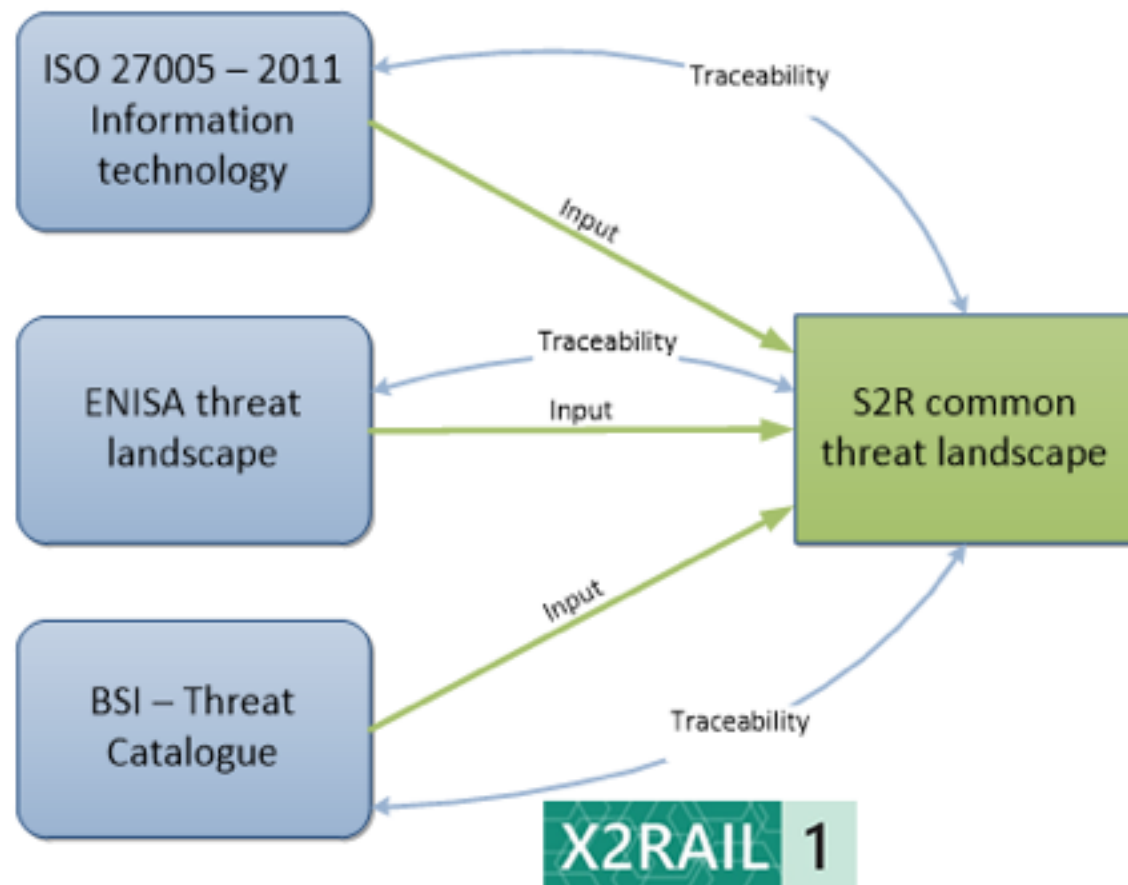 ISO 27005 – 2011
Information
technology
Traceability
Input
ENISA threat
landscape
Traceability
Input
S2R common
threat landscape
BSI – Threat
Catalogue
Input
Traceability
X2RAIL 1